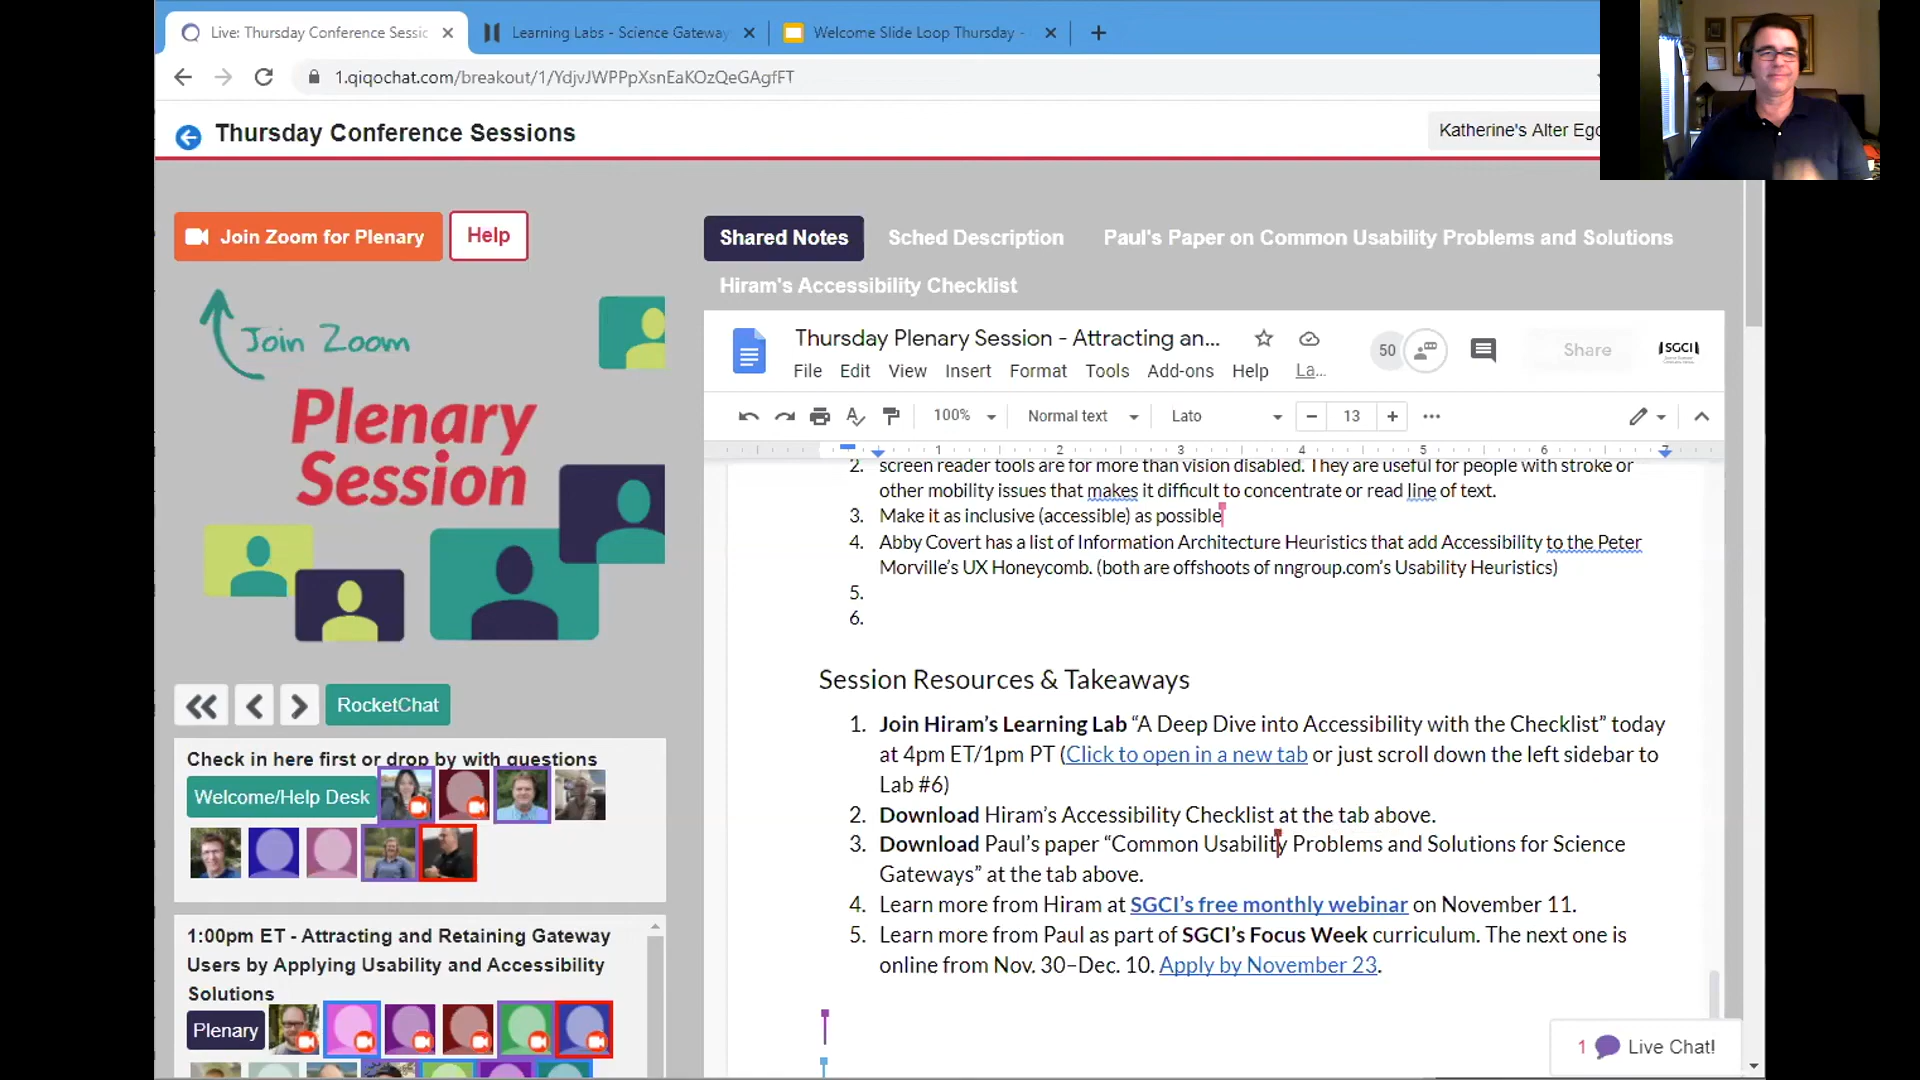 Live: Thursday Conference Sessic
Learning Labs - Science Gateway
Welcome Slide Loop Thursday -
1.qiqochat.com/breakout/1/YdjvJWPPpXsnEaKOzQeGAgfFT
Thursday Conference Sessions
Katherine's Alter Ego
Join Zoom for Plenary
Help
Shared Notes
Sched Description
Paul's Paper on Common Usability Problems and Solutions
Hiram's Accessibility Checklist
Join Zoom
Plenary
Session
RocketChat
Check in here first or drop by with questions
Welcome/Help Desk
1:00pm ET - Attracting and Retaining Gateway
Users by Applying Usability and Accessibility
Solutions
Plenary
Thursday Plenary Session - Attracting an...
50
Share
SGCI
File Edit View Insert Format Tools Add-ons Help La...
100% Normal text Lato 13
1 2 3 4 5 6 7
2. screen reader tools are for more than vision disabled. They are useful for people with stroke or
other mobility issues that makes it difficult to concentrate or read line of text.
3. Make it as inclusive (accessible) as possible
4. Abby Covert has a list of Information Architecture Heuristics that add Accessibility to the Peter
Morville's UX Honeycomb. (both are offshoots of nngroup.com's Usability Heuristics)
5.
6.
Session Resources & Takeaways
1. Join Hiram's Learning Lab “A Deep Dive into Accessibility with the Checklist” today
at 4pm ET/1pm PT (Click to open in a new tab or just scroll down the left sidebar to
Lab #6)
2. Download Hiram's Accessibility Checklist at the tab above.
3. Download Paul's paper “Common Usability Problems and Solutions for Science
Gateways” at the tab above.
4. Learn more from Hiram at SGCI's free monthly webinar on November 11.
5. Learn more from Paul as part of SGCI's Focus Week curriculum. The next one is
online from Nov. 30–Dec. 10. Apply by November 23.
1 Live Chat!